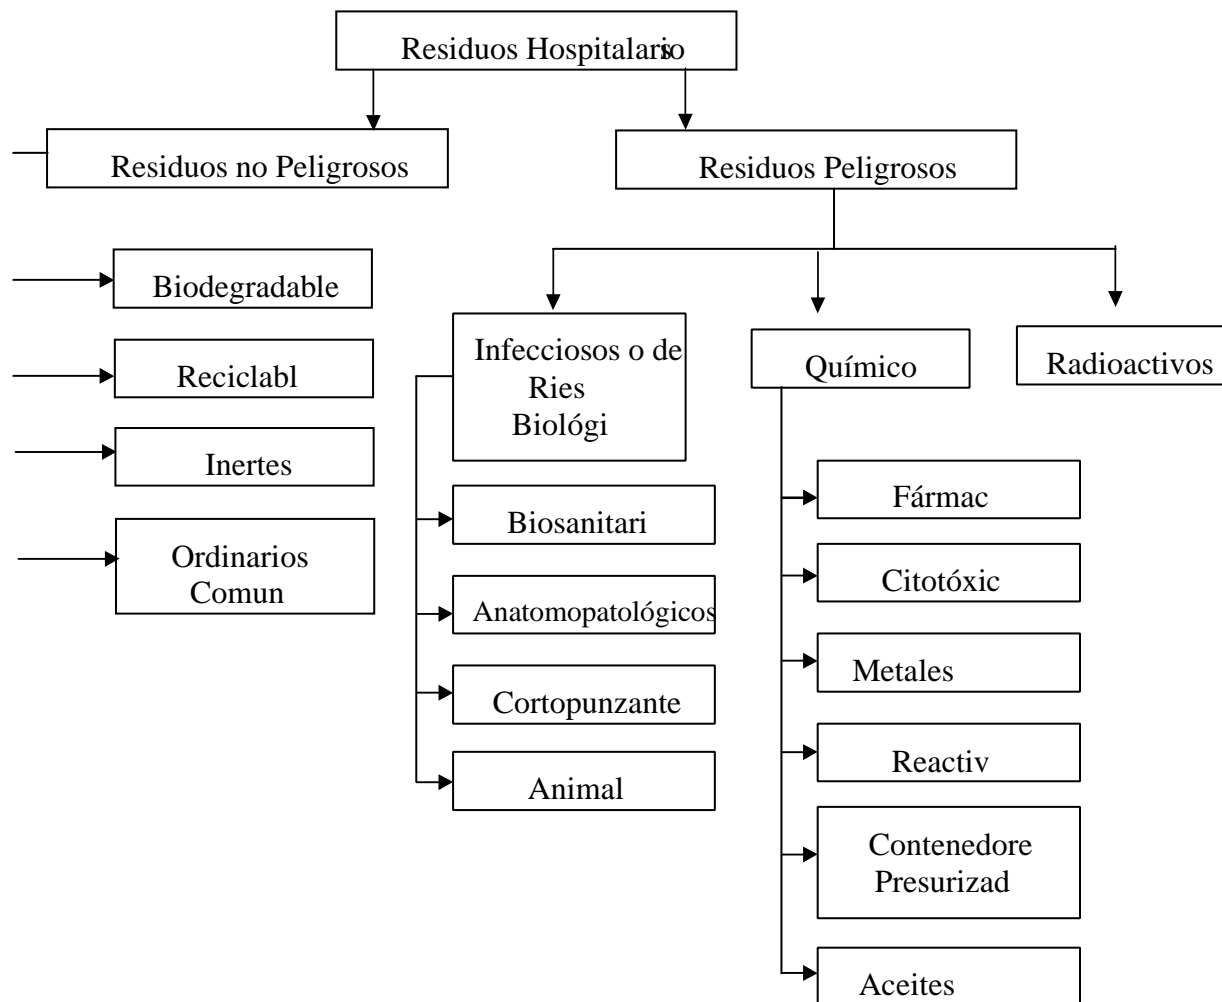 Residuos Hospitalario
Residuos no Peligrosos
Residuos Peligrosos
Biodegradable
Reciclabl
Inertes
Ordinarios
Comun
Infecciosos o de
Ries
Biológi
Biosanitari
Anatomopatológicos
Cortopunzante
Animal
Químico
Fármac
Citotóxic
Metales
Reactiv
Contenedore
Presurizad
Aceites
Radioactivos